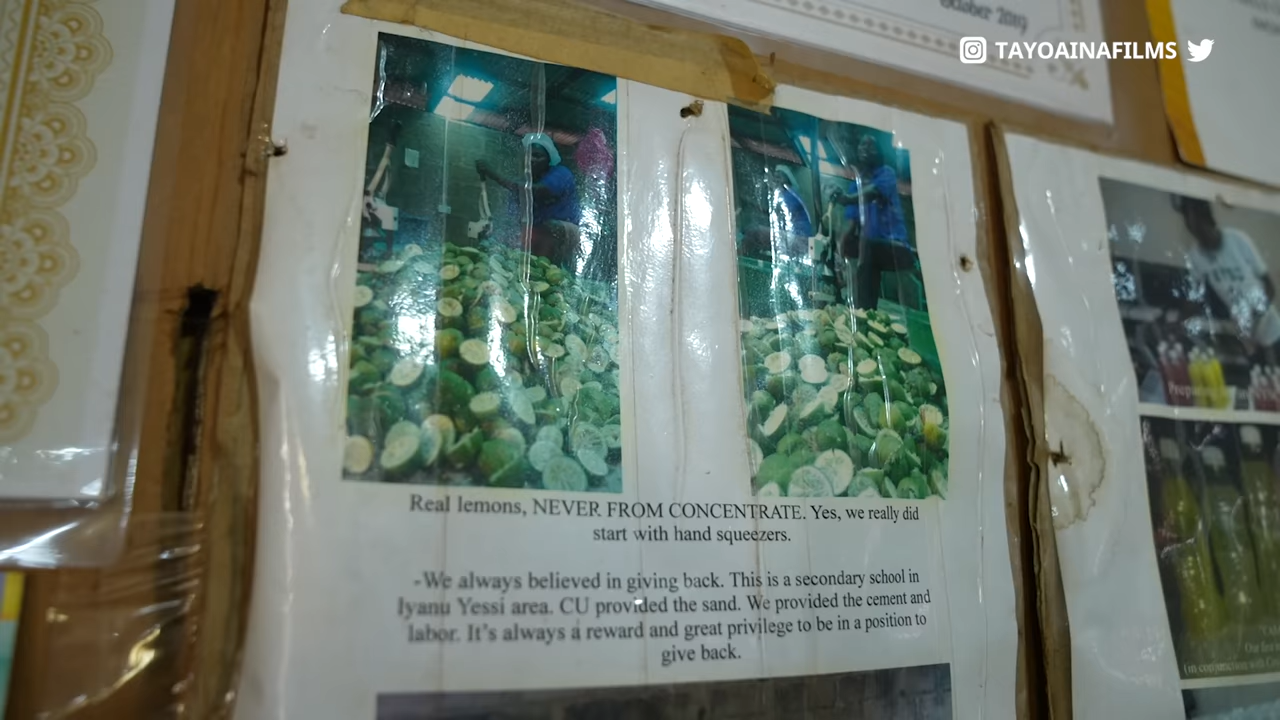 October 2019
TAYOAINAFILMS
Real lemons, NEVER FROM CONCENTRATE. Yes, we really did
start with hand squeezers.
-We always believed in giving back. This is a secondary school in
Iyanu Yessi area. CU provided the sand. We provided the cement and
labor. It's always a reward and great privilege to be in a position to
give back.